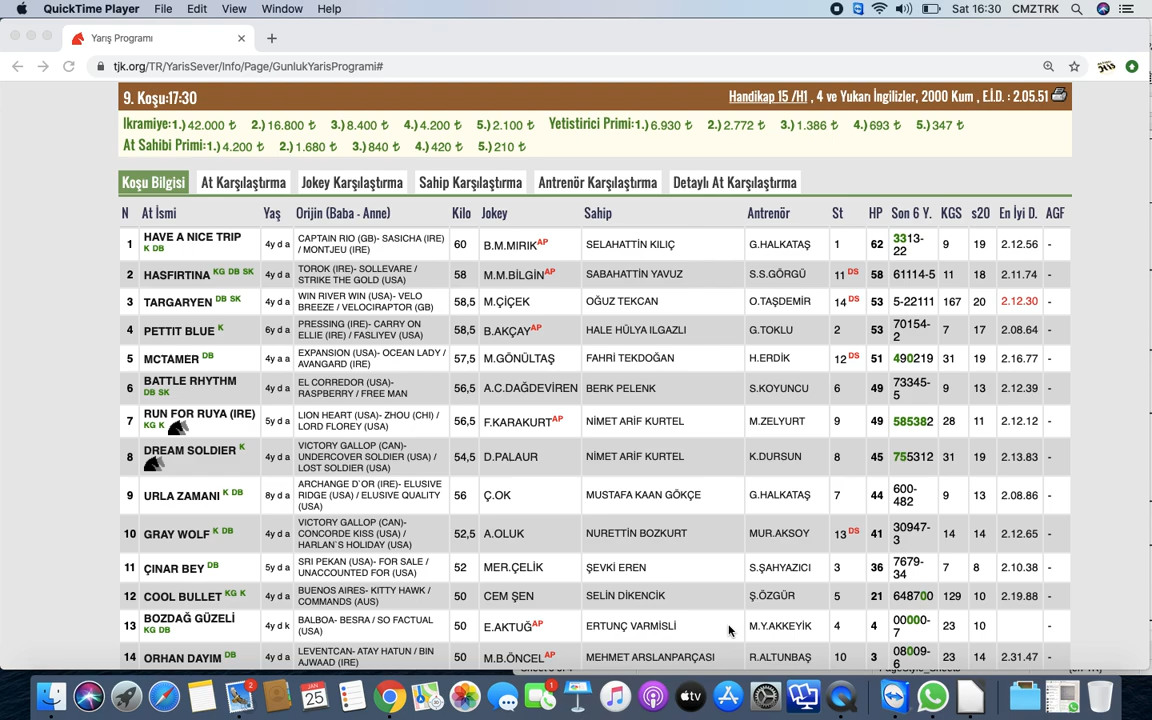 QuickTime Player File Edit View Window Help Sat 16:30 CMZTRK
Yarış Programı
tjk.org/TR/YarisSever/Info/Page/GunlukYarisProgrami#
9. Koşu:17:30 Handikap 15 /H1 , 4 ve Yukarı İngilizler, 2000 Kum , E.İ.D. : 2.05.51
İkramiye:1.) 42.000 ₺ 2.) 16.800 ₺ 3.) 8.400 ₺ 4.) 4.200 ₺ 5.) 2.100 ₺ Yetistirici Primi:1.) 6.930 ₺ 2.) 2.772 ₺ 3.) 1.386 ₺ 4.) 693 ₺ 5.) 347 ₺
At Sahibi Primi:1.) 4.200 ₺ 2.) 1.680 ₺ 3.) 840 ₺ 4.) 420 ₺ 5.) 210 ₺
Koşu Bilgisi At Karşılaştırma Jokey Karşılaştırma Sahip Karşılaştırma Antrenör Karşılaştırma Detaylı At Karşılaştırma
N At İsmi Yaş Orijin (Baba - Anne) Kilo Jokey Sahip Antrenör St HP Son 6 Y. KGS s20 En İyi D. AGF
1 HAVE A NICE TRIP K DB 4y d a CAPTAIN RIO (GB)- SASICHA (IRE) / MONTJEU (IRE) 60 B.M.MIRIK AP SELAHATTİN KILIÇ G.HALKATAŞ 1 62 3313-22 9 19 2.12.56 -
2 HASFIRTINA KG DB SK 4y d a TOROK (IRE)- SOLLEVARE / STRIKE THE GOLD (USA) 58 M.M.BİLGİN AP SABAHATTİN YAVUZ S.S.GÖRGÜ 11 DS 58 61114-5 11 18 2.11.74 -
3 TARGARYEN DB SK 4y d a WIN RIVER WIN (USA)- VELO BREEZE / VELOCIRAPTOR (GB) 58,5 M.ÇİÇEK OĞUZ TEKCAN O.TAŞDEMİR 14 DS 53 5-22111 167 20 2.12.30 -
4 PETTIT BLUE K 6y d a PRESSING (IRE)- CARRY ON ELLIE (IRE) / FASLIYEV (USA) 58,5 B.AKÇAY AP HALE HÜLYA ILGAZLI G.TOKLU 2 53 70154-2 7 17 2.08.64 -
5 MCTAMER DB 4y a a EXPANSION (USA)- OCEAN LADY / AVANGARD (IRE) 57,5 M.GÖNÜLTAŞ FAHRİ TEKDOĞAN H.ERDİK 12 DS 51 490219 31 19 2.16.77 -
6 BATTLE RHYTHM DB SK 4y d a EL CORREDOR (USA)- RASPBERRY / FREE MAN 56,5 A.C.DAĞDEVİREN BERK PELENK S.KOYUNCU 6 49 73345-5 9 13 2.12.39 -
7 RUN FOR RUYA (IRE) KG K 5y d a LION HEART (USA)- ZHOU (CHI) / LORD FLOREY (USA) 56,5 F.KARAKURT AP NİMET ARİF KURTEL M.ZELYURT 9 49 585382 28 11 2.12.12 -
8 DREAM SOLDIER K 4y d a VICTORY GALLOP (CAN)- UNDERCOVER SOLDIER (USA) / LOST SOLDIER (USA) 54,5 D.PALAUR NİMET ARİF KURTEL K.DURSUN 8 45 755312 31 19 2.13.83 -
9 URLA ZAMANI K DB 8y d a ARCHANGE D`OR (IRE)- ELUSIVE RIDGE (USA) / ELUSIVE QUALITY (USA) 56 Ç.OK MUSTAFA KAAN GÖKÇE G.HALKATAŞ 7 44 600-482 9 13 2.08.86 -
10 GRAY WOLF K DB 4y d a VICTORY GALLOP (CAN)- CONCORDE KISS (USA) / HARLAN`S HOLIDAY (USA) 52,5 A.OLUK NURETTİN BOZKURT MUR.AKSOY 13 DS 41 30947-3 14 14 2.12.65 -
11 ÇINAR BEY DB 5y d a SRI PEKAN (USA)- FOR SALE / UNACCOUNTED FOR (USA) 52 MER.ÇELİK ŞEVKİ EREN S.ŞAHYAZICI 3 36 7679-34 7 8 2.10.38 -
12 COOL BULLET KG K 4y d a BUENOS AIRES- KITTY HAWK / COMMANDS (AUS) 50 CEM ŞEN SELİN DİKENCİK Ş.ÖZGÜR 5 21 648700 129 10 2.19.88 -
13 BOZDAĞ GÜZELİ KG DB 4y d k BALBOA- BESRA / SO FACTUAL (USA) 50 E.AKTUĞ AP ERTUNÇ VARMİSLİ M.Y.AKKEYİK 4 4 00000-7 23 10 -
14 ORHAN DAYIM DB 4y d a LEVENTCAN- ATAY HATUN / BIN AJWAAD (IRE) 50 M.B.ÖNCEL AP MEHMET ARSLANPARÇASI R.ALTUNBAŞ 10 3 08009-6 23 14 2.31.47 -
2 JAN 25 1 tv